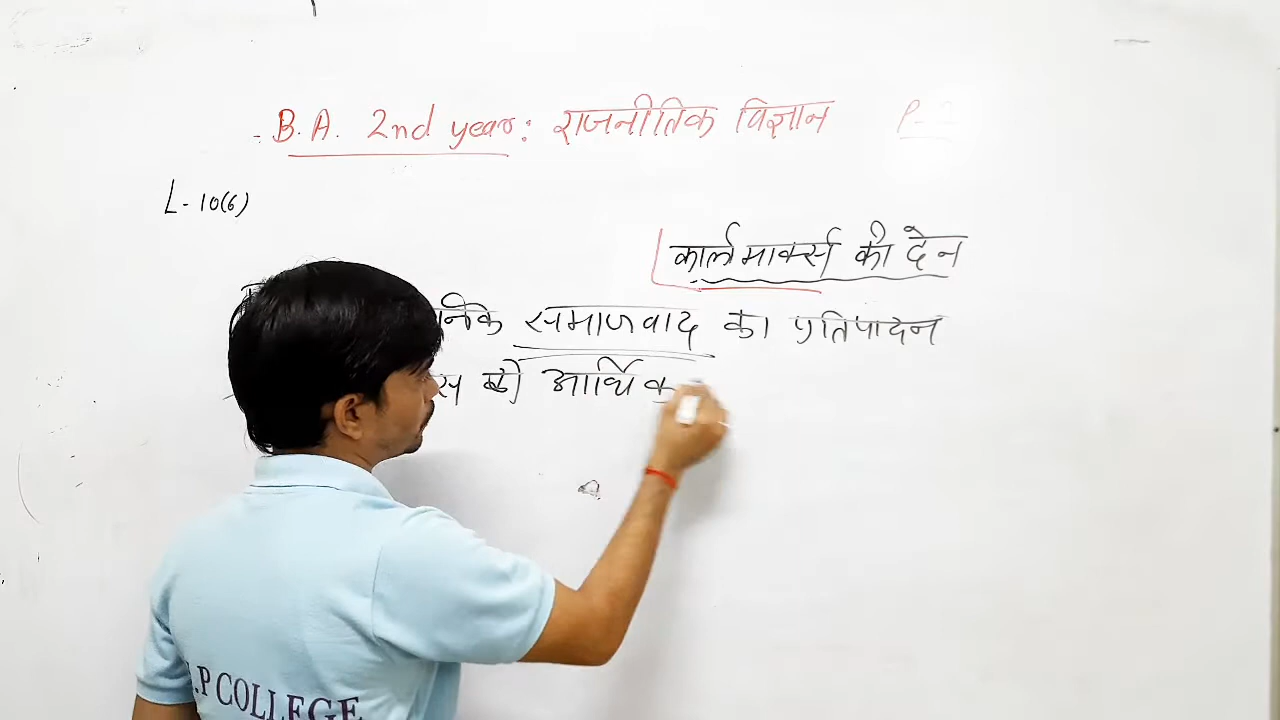 B.A. 2nd year: राजनीतिक विज्ञान P-2
L-10(6)
कार्ल मार्क्स की देन
समाजवाद का प्रतिपादन
की आर्थिक
.P COLLEGE